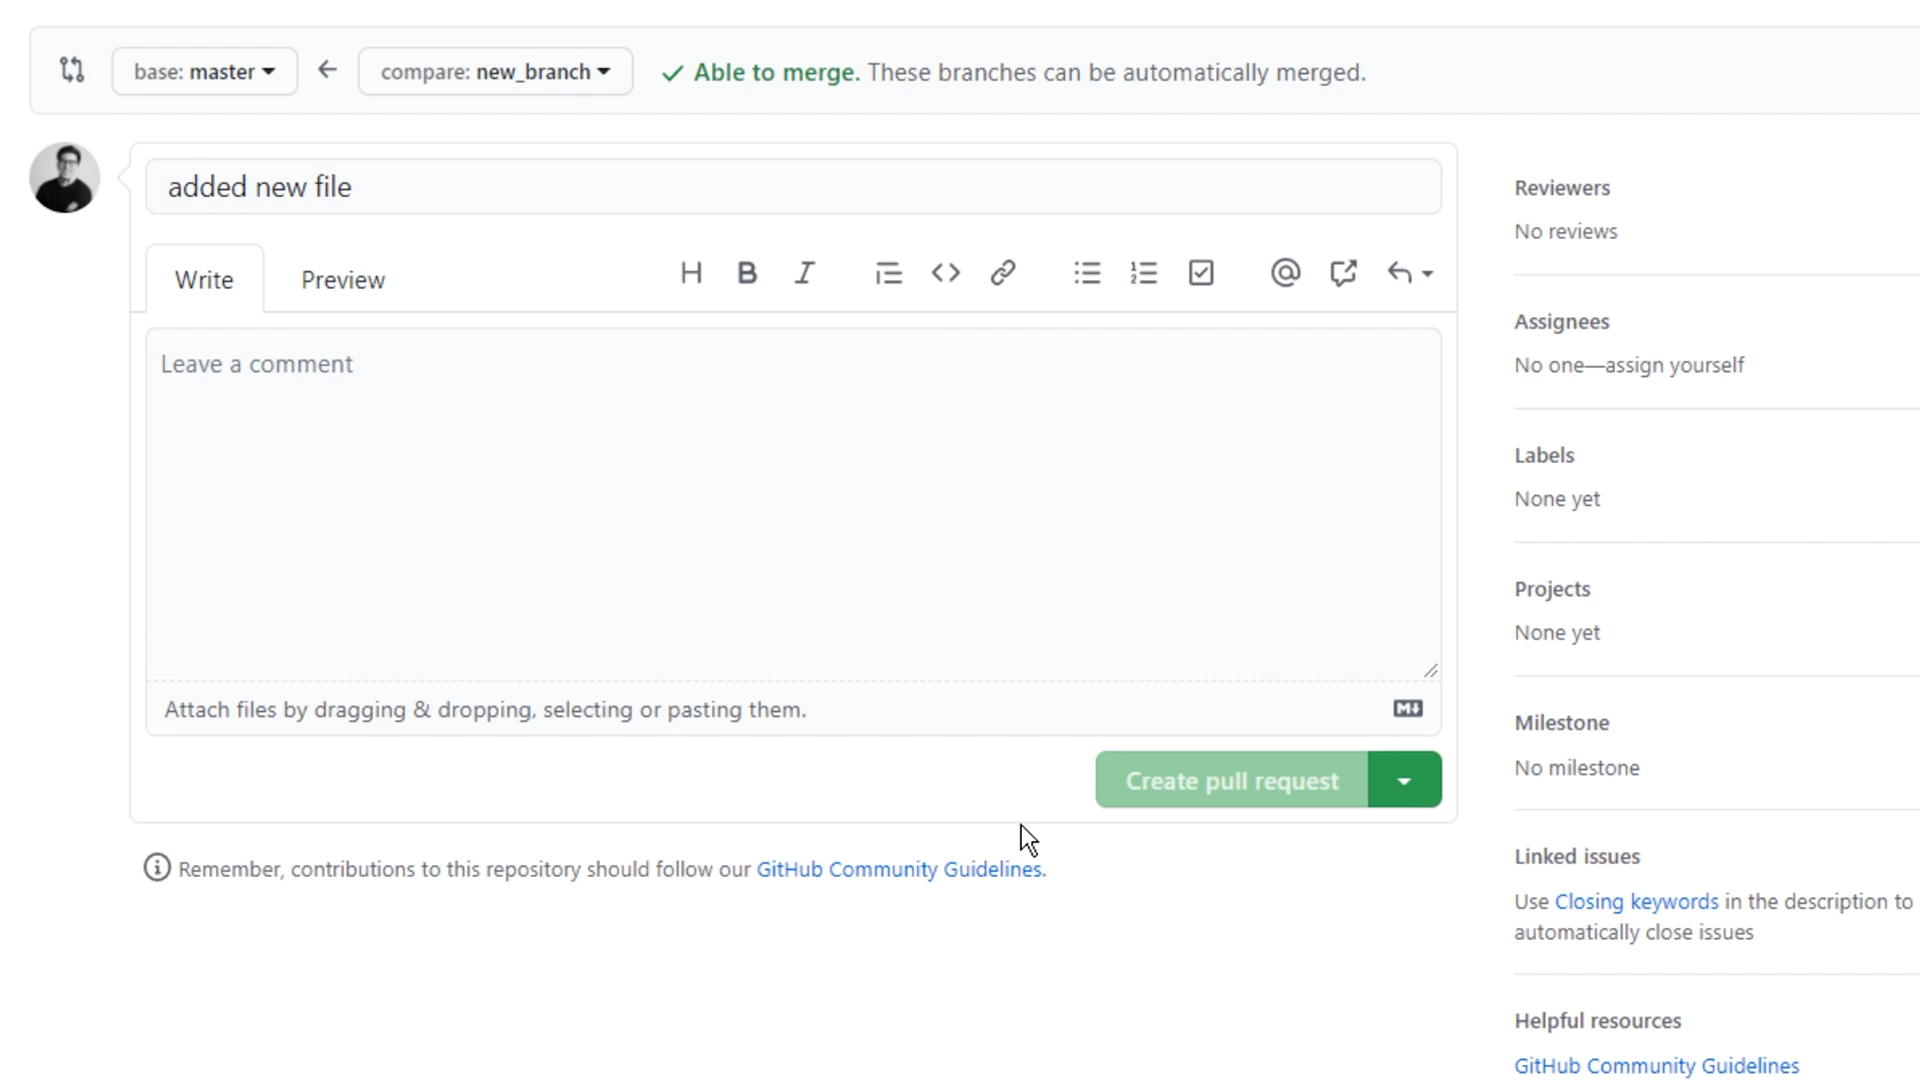 base: master
compare: new_branch
Able to merge. These branches can be automatically merged.
added new file
Write
Preview
Leave a comment
Attach files by dragging & dropping, selecting or pasting them.
Create pull request
Remember, contributions to this repository should follow our GitHub Community Guidelines.
Reviewers
No reviews
Assignees
No one—assign yourself
Labels
None yet
Projects
None yet
Milestone
No milestone
Linked issues
Use Closing keywords in the description to
automatically close issues
Helpful resources
GitHub Community Guidelines